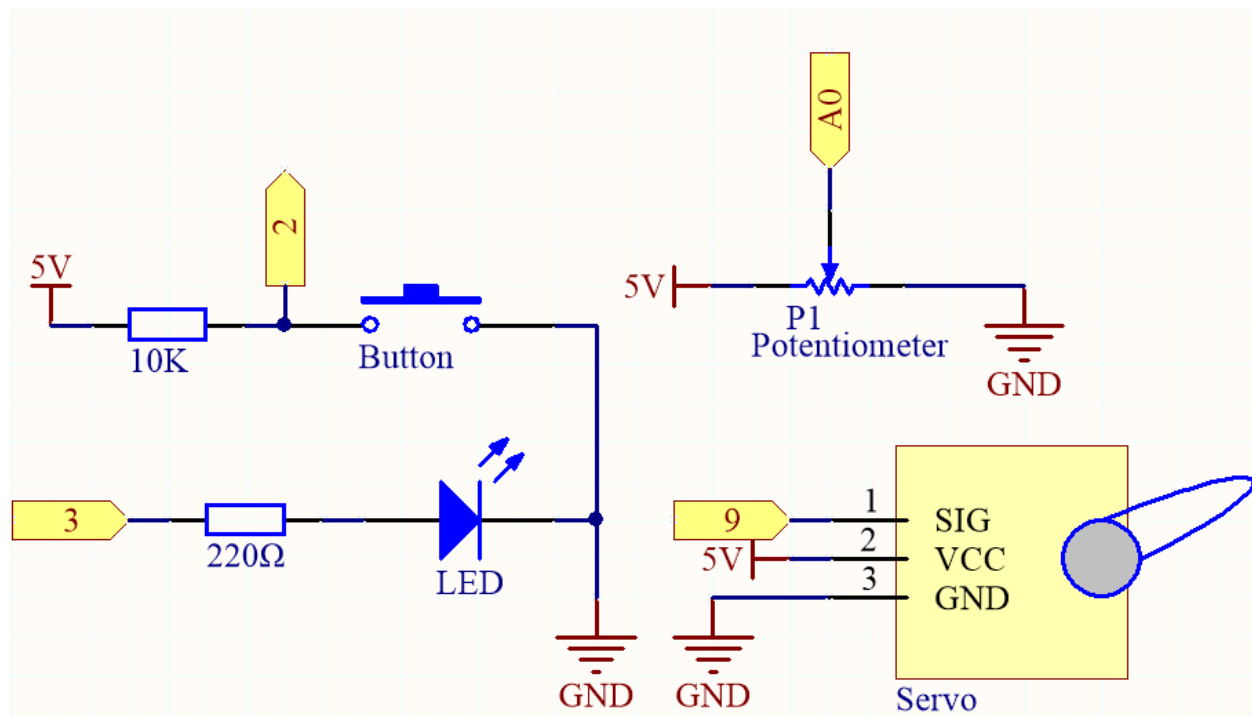 A0
2
5V
5V
10K
Button
P1
Potentiometer
GND
3
220Ω
LED
GND
9
1
SIG
5V
2
VCC
3
GND
GND
Servo